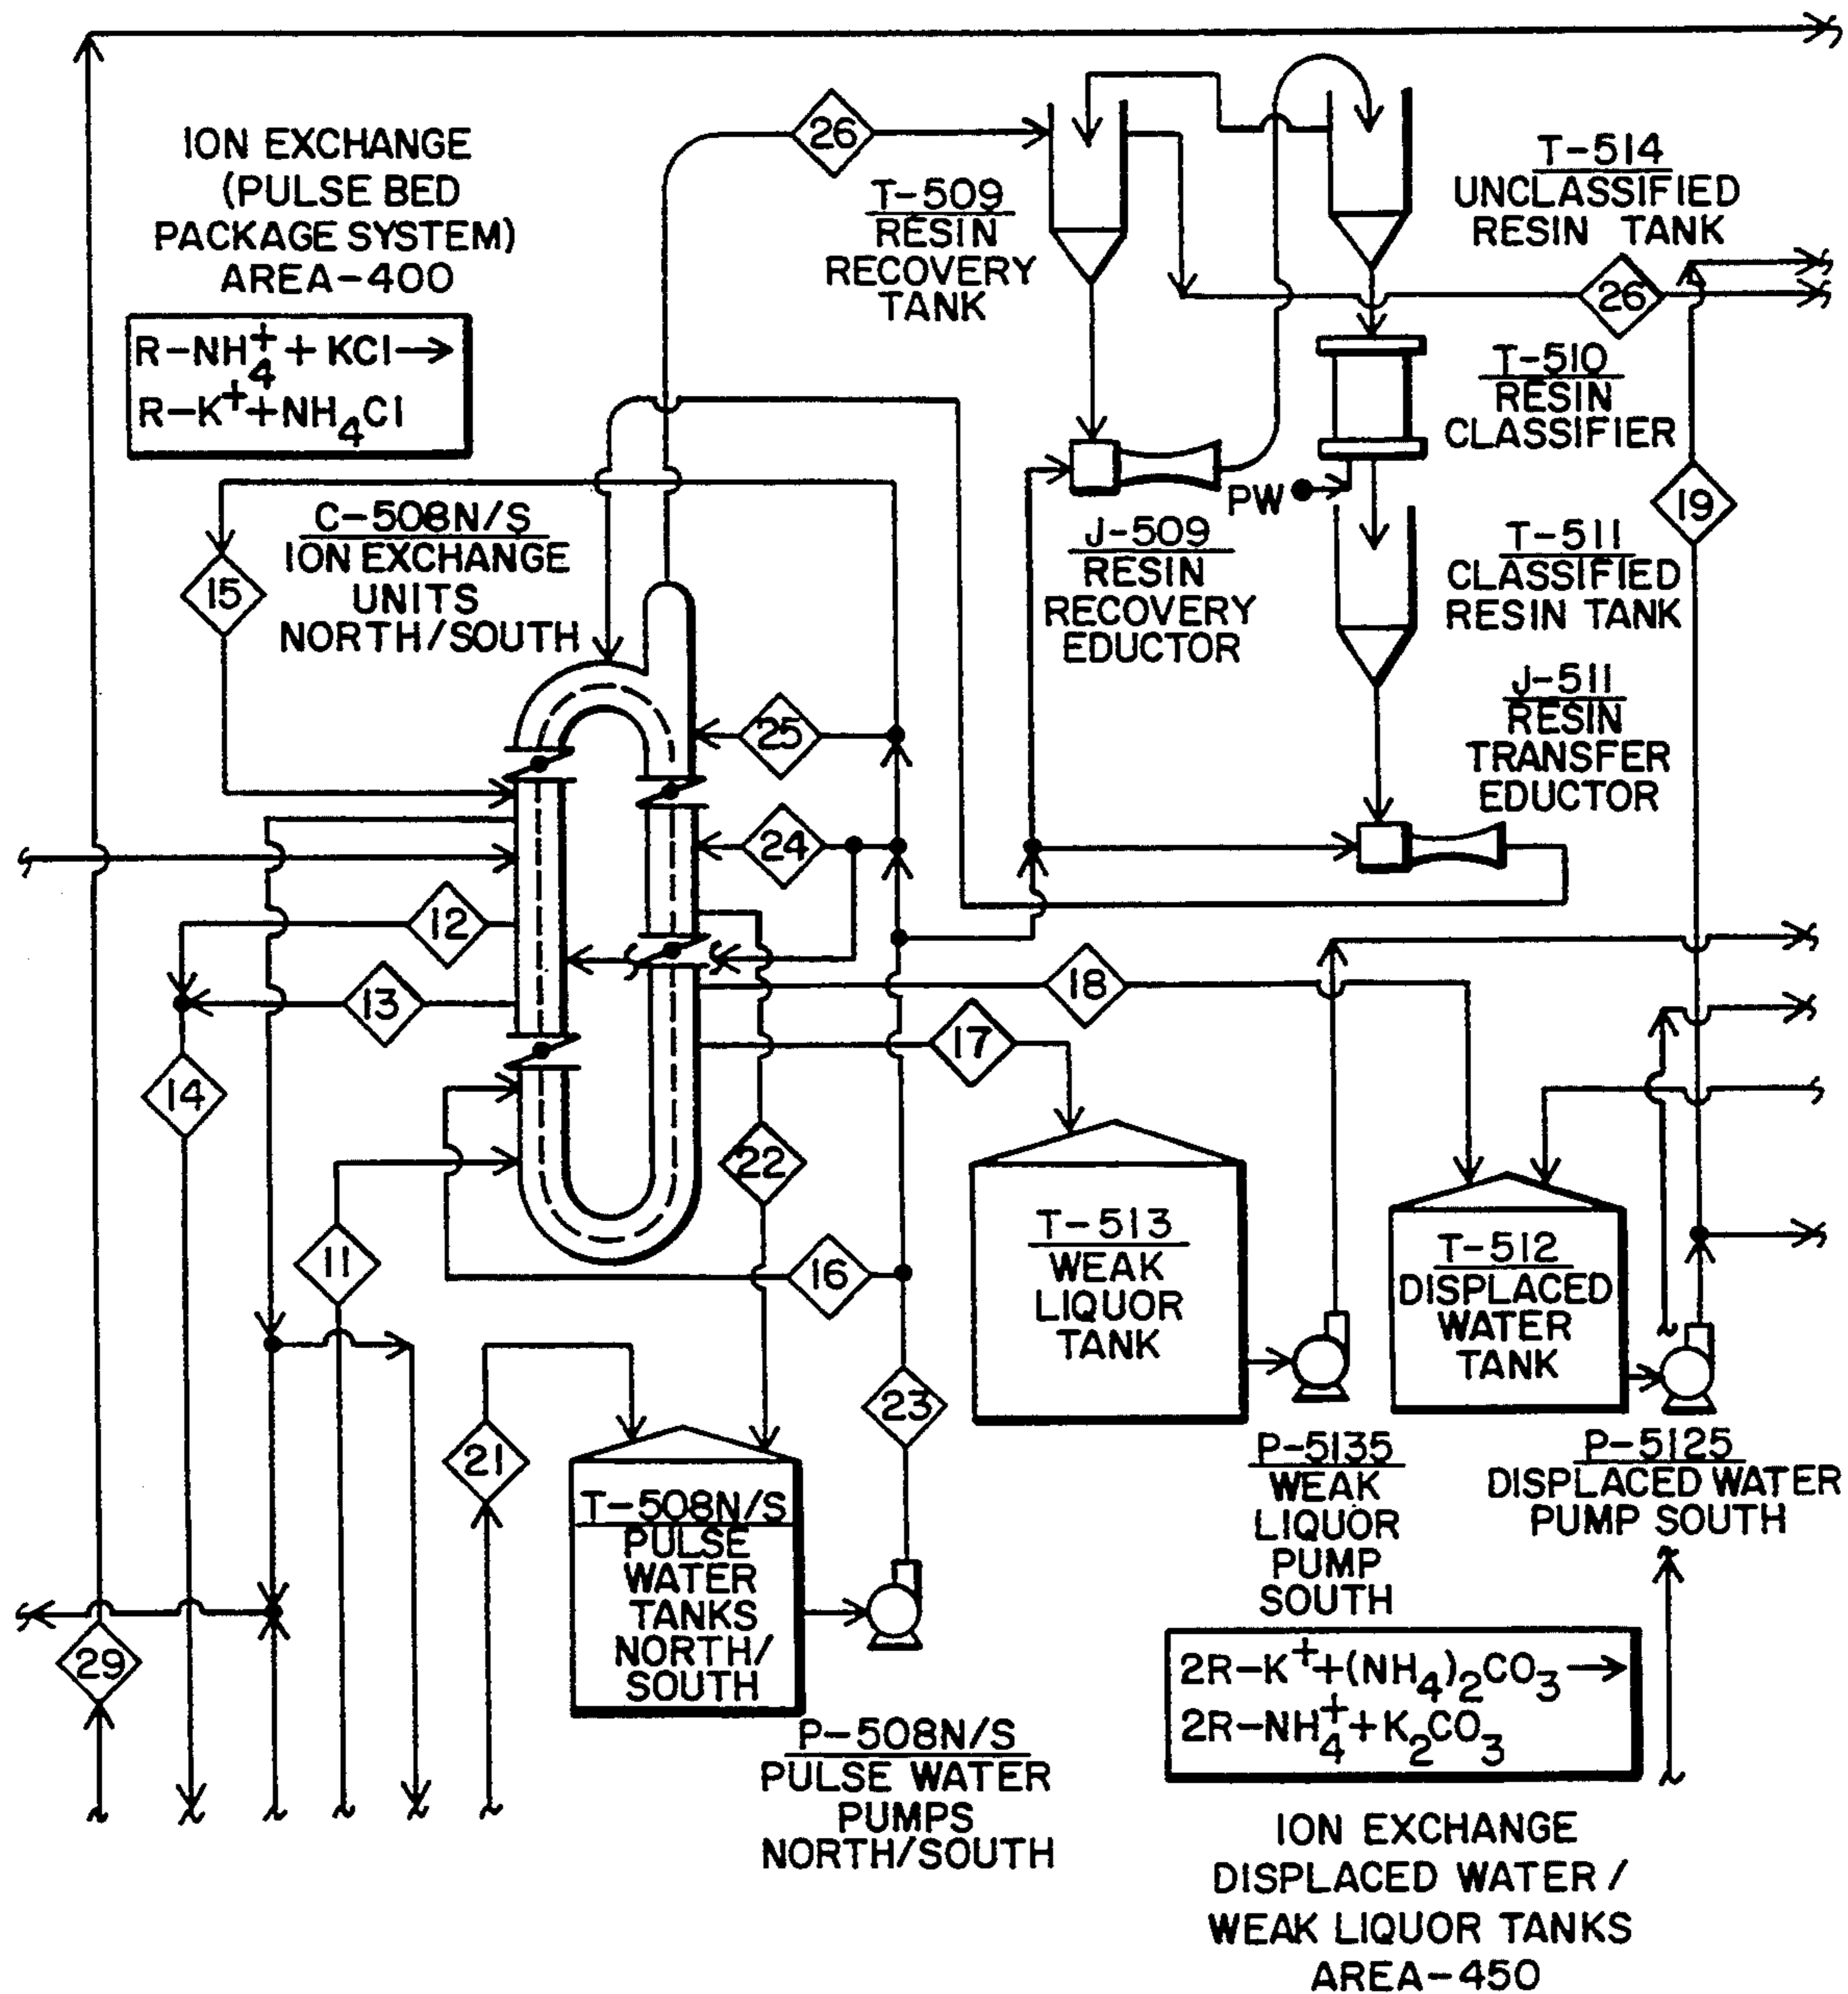 ION EXCHANGE
(PULSE BED
PACKAGE SYSTEM)
AREA-400
R-NH₄⁺ + KCl→
R-K⁺+NH₄Cl
26
T-509
RESIN
RECOVERY
TANK
T-514
UNCLASSIFIED
RESIN TANK
26
T-510
RESIN
CLASSIFIER
PW
19
C-508N/S
ION EXCHANGE
UNITS
NORTH/SOUTH
15
J-509
RESIN
RECOVERY
EDUCTOR
T-511
CLASSIFIED
RESIN TANK
J-511
RESIN
TRANSFER
EDUCTOR
25
24
12
13
18
17
14
22
11
16
T-513
WEAK
LIQUOR
TANK
T-512
DISPLACED
WATER
TANK
23
21
T-508N/S
PULSE
WATER
TANKS
NORTH/
SOUTH
P-5135
WEAK
LIQUOR
PUMP
SOUTH
P-5125
DISPLACED WATER
PUMP SOUTH
29
P-508N/S
PULSE WATER
PUMPS
NORTH/SOUTH
2R-K⁺+(NH₄)₂CO₃→
2R-NH₄⁺+K₂CO₃
ION EXCHANGE
DISPLACED WATER/
WEAK LIQUOR TANKS
AREA-450